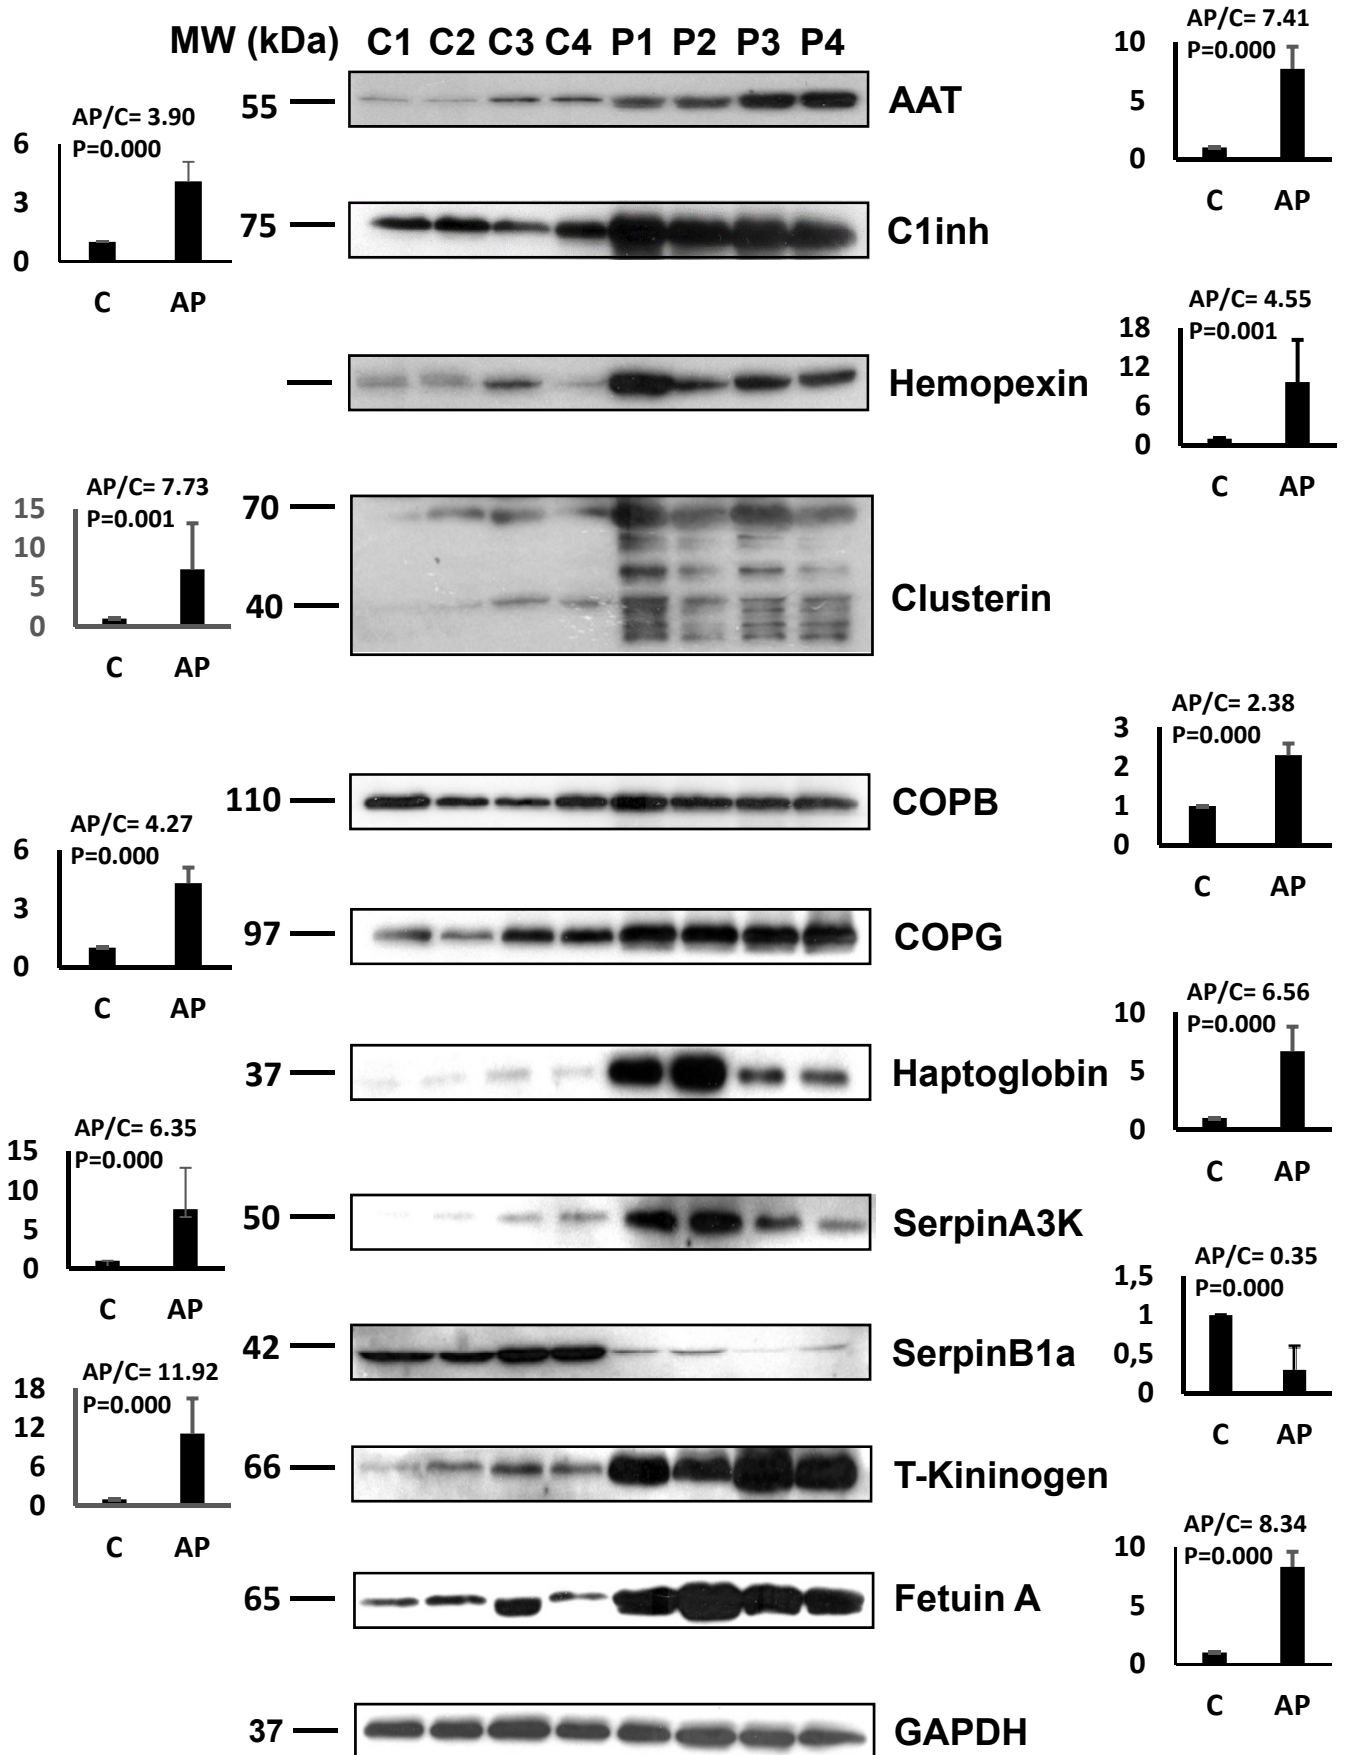 MW (kDa) C1 C2 C3 C4 P1 P2 P3 P4
55 AAT
AP/C= 7.41
P=0.000
10
5
0
C AP
AP/C= 3.90
P=0.000
6
3
0
C AP
75 C1inh
Hemopexin
AP/C= 4.55
P=0.001
18
12
6
0
C AP
AP/C= 7.73
P=0.001
15
10
5
0
C AP
70
40
Clusterin
110 COPB
AP/C= 2.38
P=0.000
3
2
1
0
C AP
AP/C= 4.27
P=0.000
6
3
0
C AP
97 COPG
37 Haptoglobin
AP/C= 6.56
P=0.000
10
5
0
C AP
AP/C= 6.35
P=0.000
15
10
5
0
C AP
50 SerpinA3K
42 SerpinB1a
AP/C= 0.35
P=0.000
1,5
1
0,5
0
C AP
AP/C= 11.92
P=0.000
18
12
6
0
C AP
66 T-Kininogen
65 Fetuin A
AP/C= 8.34
P=0.000
10
5
0
C AP
37 GAPDH